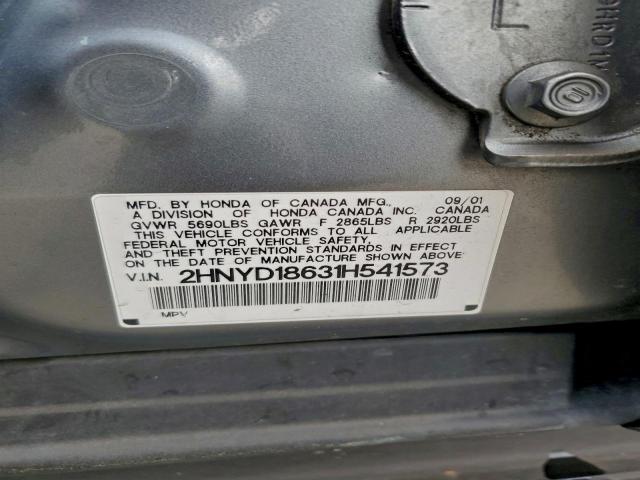 OHRD1V
10
MFD. BY HONDA OF CANADA MFG., 09/01
A DIVISION OF HONDA CANADA INC. CANADA
GVWR 5690LBS GAWR F 2865LBS R 2920LBS
THIS VEHICLE CONFORMS TO ALL APPLICABLE
FEDERAL MOTOR VEHICLE SAFETY,
AND THEFT PREVENTION STANDARDS IN EFFECT
ON THE DATE OF MANUFACTURE SHOWN ABOVE.
V.I.N. 2HNYD18631H541573
MPV